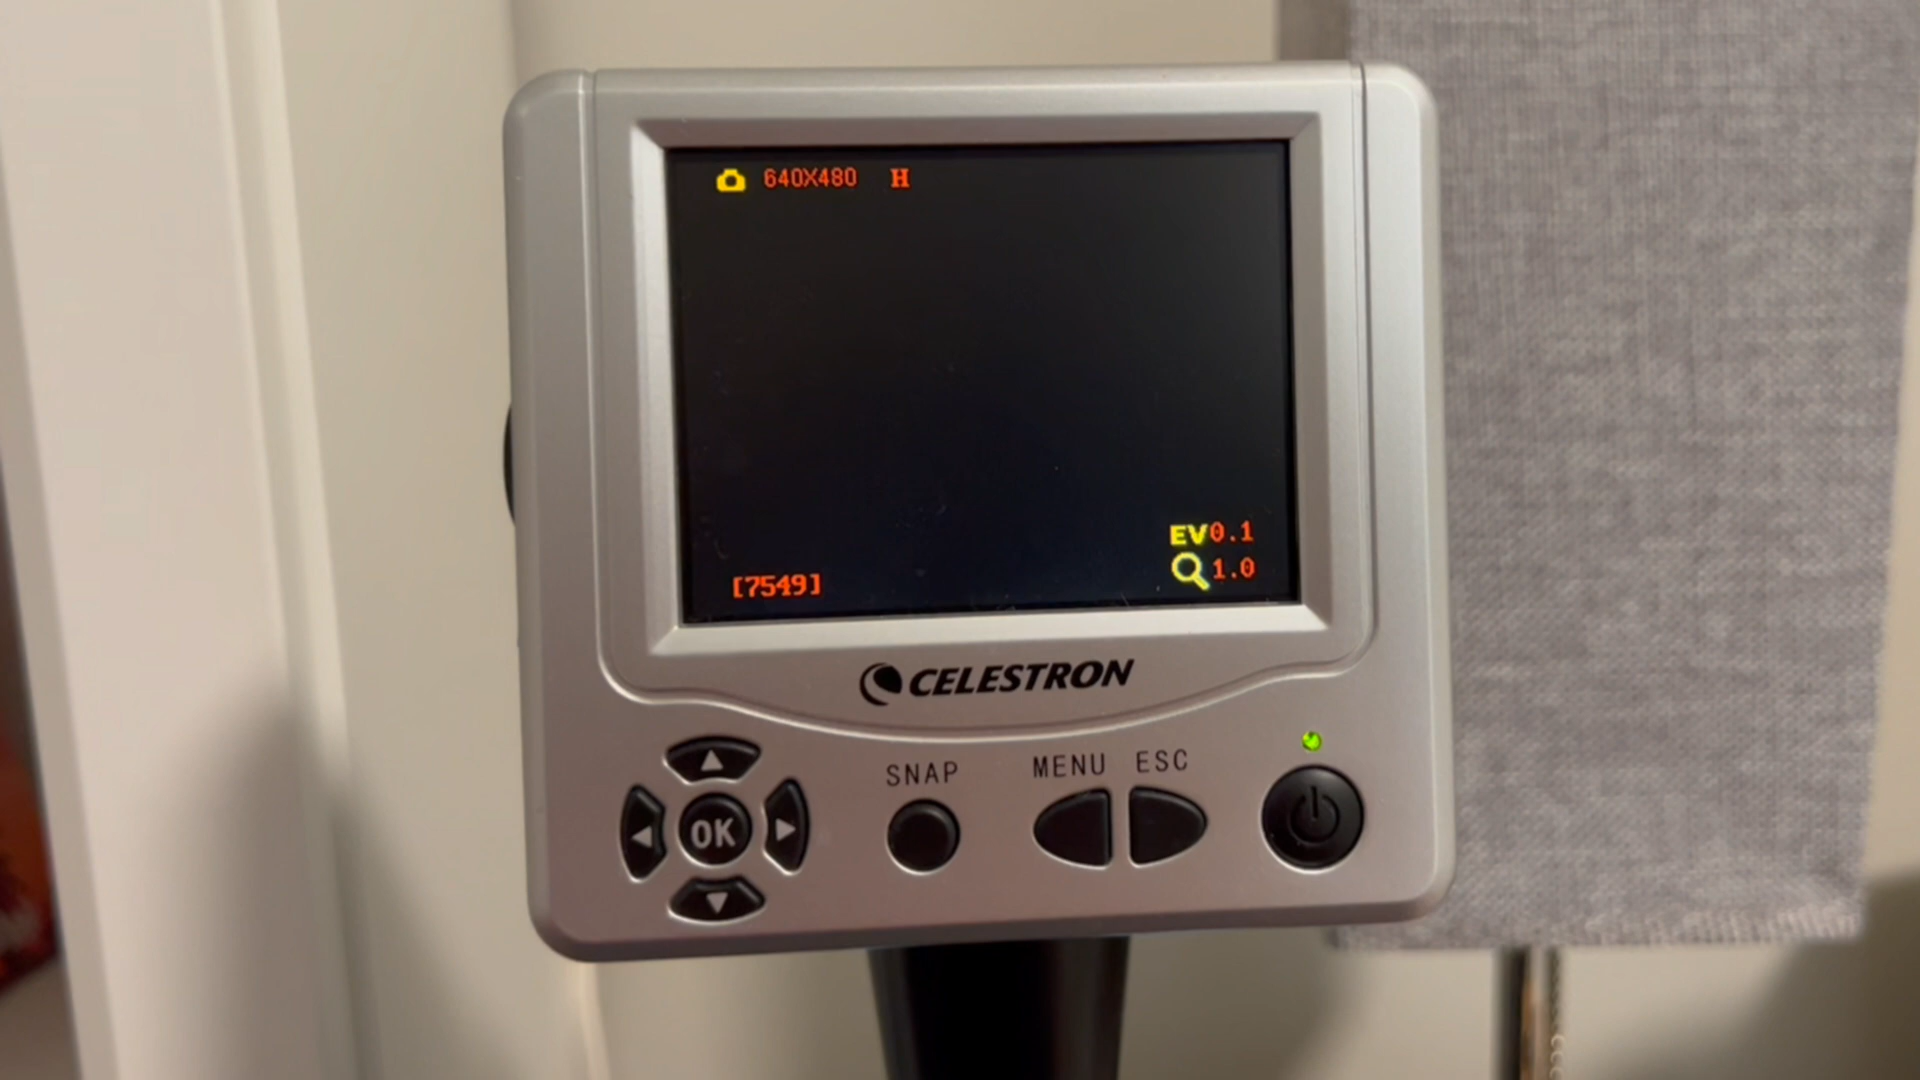 640X480 H
EV0.1
1.0
[7549]
CELESTRON
SNAP
MENU ESC
OK